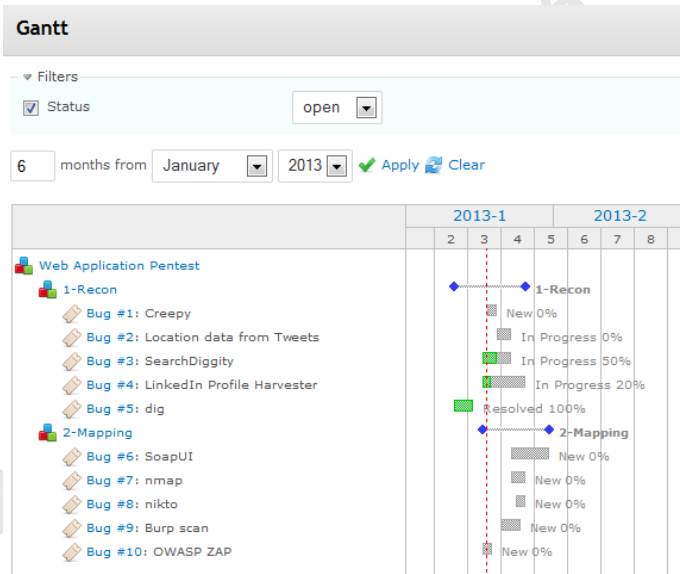 Gantt
Filters
Status open
6 months from January 2013 Apply Clear
2013-1 2013-2
2 3 4 5 6 7 8
Web Application Pentest
1-Recon 1-Recon
Bug #1: Creepy New 0%
Bug #2: Location data from Tweets In Progress 0%
Bug #3: SearchDiggity In Progress 50%
Bug #4: LinkedIn Profile Harvester In Progress 20%
Bug #5: dig Resolved 100%
2-Mapping 2-Mapping
Bug #6: SoapUI New 0%
Bug #7: nmap New 0%
Bug #8: nikto New 0%
Bug #9: Burp scan New 0%
Bug #10: OWASP ZAP New 0%